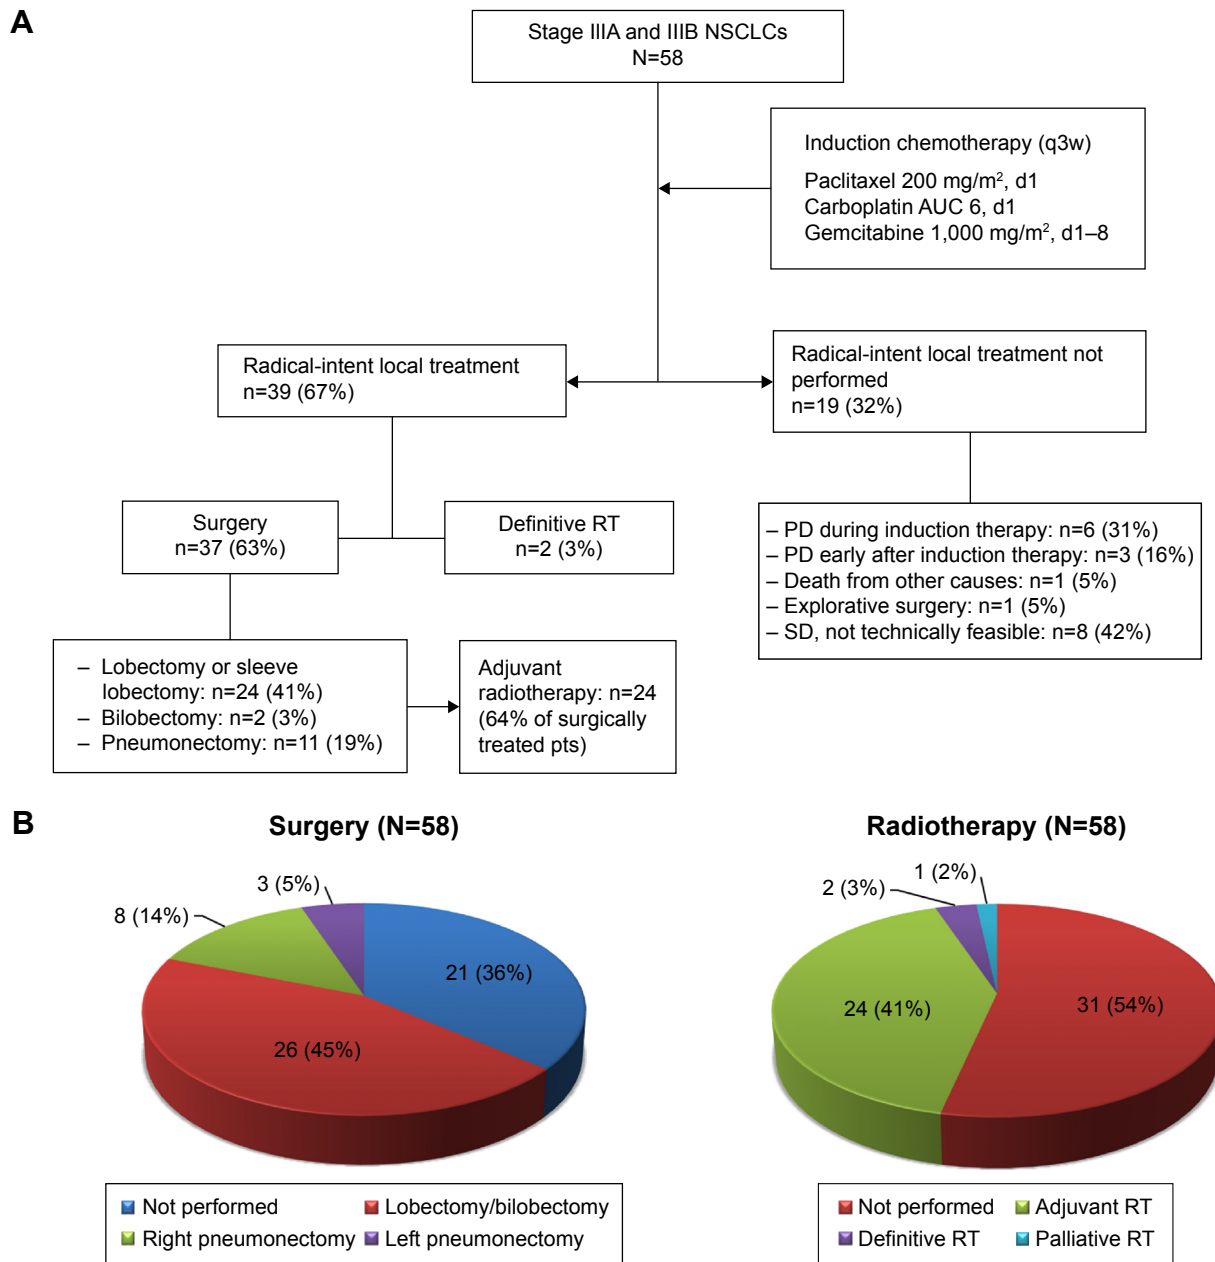 A
Stage IIIA and IIIB NSCLCs
N=58
Induction chemotherapy (q3w)
Paclitaxel 200 mg/m², d1
Carboplatin AUC 6, d1
Gemcitabine 1,000 mg/m², d1–8
Radical-intent local treatment
n=39 (67%)
Radical-intent local treatment not
performed
n=19 (32%)
Surgery
n=37 (63%)
Definitive RT
n=2 (3%)
– PD during induction therapy: n=6 (31%)
– PD early after induction therapy: n=3 (16%)
– Death from other causes: n=1 (5%)
– Explorative surgery: n=1 (5%)
– SD, not technically feasible: n=8 (42%)
– Lobectomy or sleeve
lobectomy: n=24 (41%)
– Bilobectomy: n=2 (3%)
– Pneumonectomy: n=11 (19%)
Adjuvant
radiotherapy: n=24
(64% of surgically
treated pts)
B
Surgery (N=58)
3 (5%)
8 (14%)
21 (36%)
26 (45%)
Not performed
Lobectomy/bilobectomy
Right pneumonectomy
Left pneumonectomy
Radiotherapy (N=58)
1 (2%)
2 (3%)
24 (41%)
31 (54%)
Not performed
Adjuvant RT
Definitive RT
Palliative RT